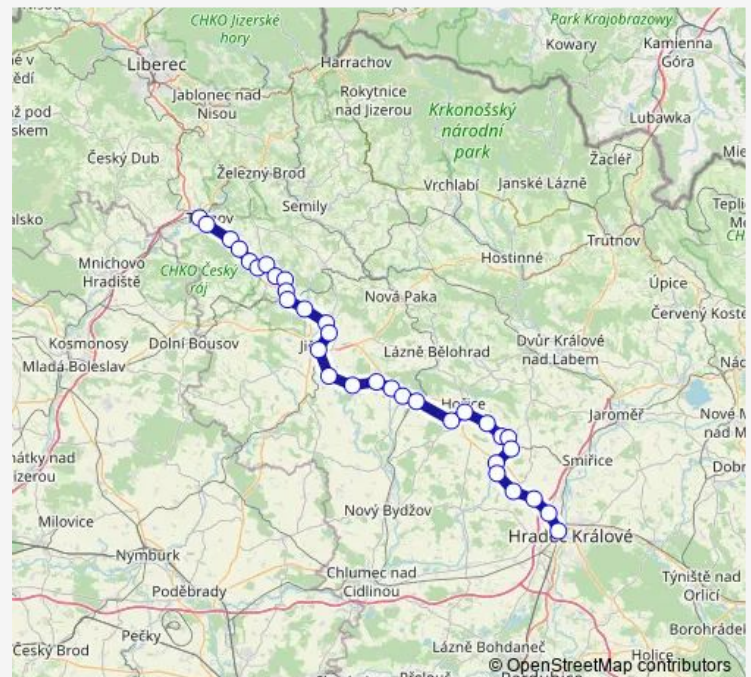 CHKO Jizerské
hory
Park Krajobrazowy
Kowary
Kamienna
Góra
Liberec
Harrachov
Jablonec nad
Nisou
Rokytnice
nad Jizerou
Krkonošský
národní
park
Lubawka
Český Dub
Železný Brod
Žacléř
Semily
Vrchlabí
Janské Lázně
Mnichovo
Hradiště
CHKO Český
ráj
Hostinné
Trutnov
Nová Paka
Úpice
Červený Koste
Kosmonosy
Dolní Bousov
Mladá Boleslav
Lázně Bělohrad
Dvůr Králové
nad Labem
Hořice
Jaroměř
Smiřice
Milovice
Nový Bydžov
Hradec Králové
Nymburk
Chlumec nad
Cidlinou
Poděbrady
Týniště nad
Orlicí
Pečky
Český Brod
Borohrádek
Lázně Bohdaneč
Holice
© OpenStreetMap contributors